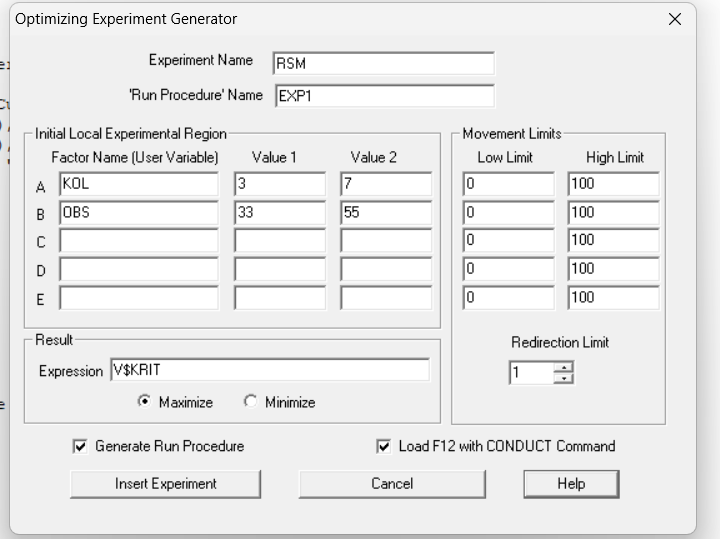 Optimizing Experiment Generator
Experiment Name RSM
'Run Procedure' Name EXP1
Initial Local Experimental Region
Factor Name (User Variable) Value 1 Value 2
A KOL 3 7
B OBS 33 55
C
D
E
Movement Limits
Low Limit High Limit
0 100
0 100
0 100
0 100
0 100
Redirection Limit
1
Result
Expression V$KRIT
Maximize Minimize
Generate Run Procedure Load F12 with CONDUCT Command
Insert Experiment Cancel Help